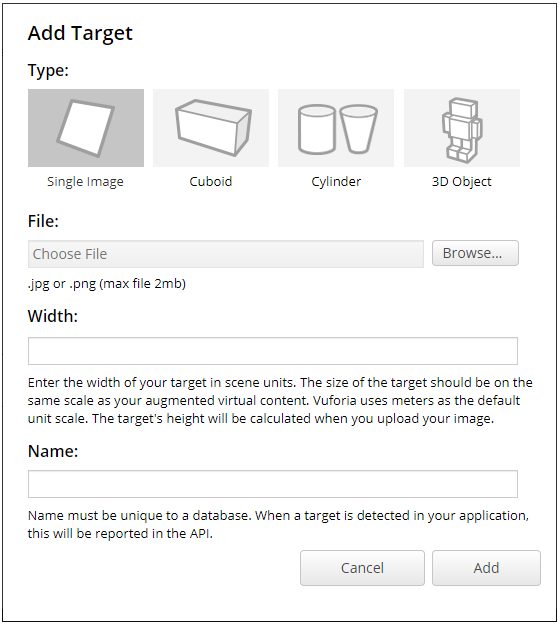 Add Target
Type:
Single Image
Cuboid
Cylinder
3D Object
File:
Choose File
Browse...
.jpg or .png (max file 2mb)
Width:
Enter the width of your target in scene units. The size of the target should be on the
same scale as your augmented virtual content. Vuforia uses meters as the default
unit scale. The target's height will be calculated when you upload your image.
Name:
Name must be unique to a database. When a target is detected in your application,
this will be reported in the API.
Cancel
Add